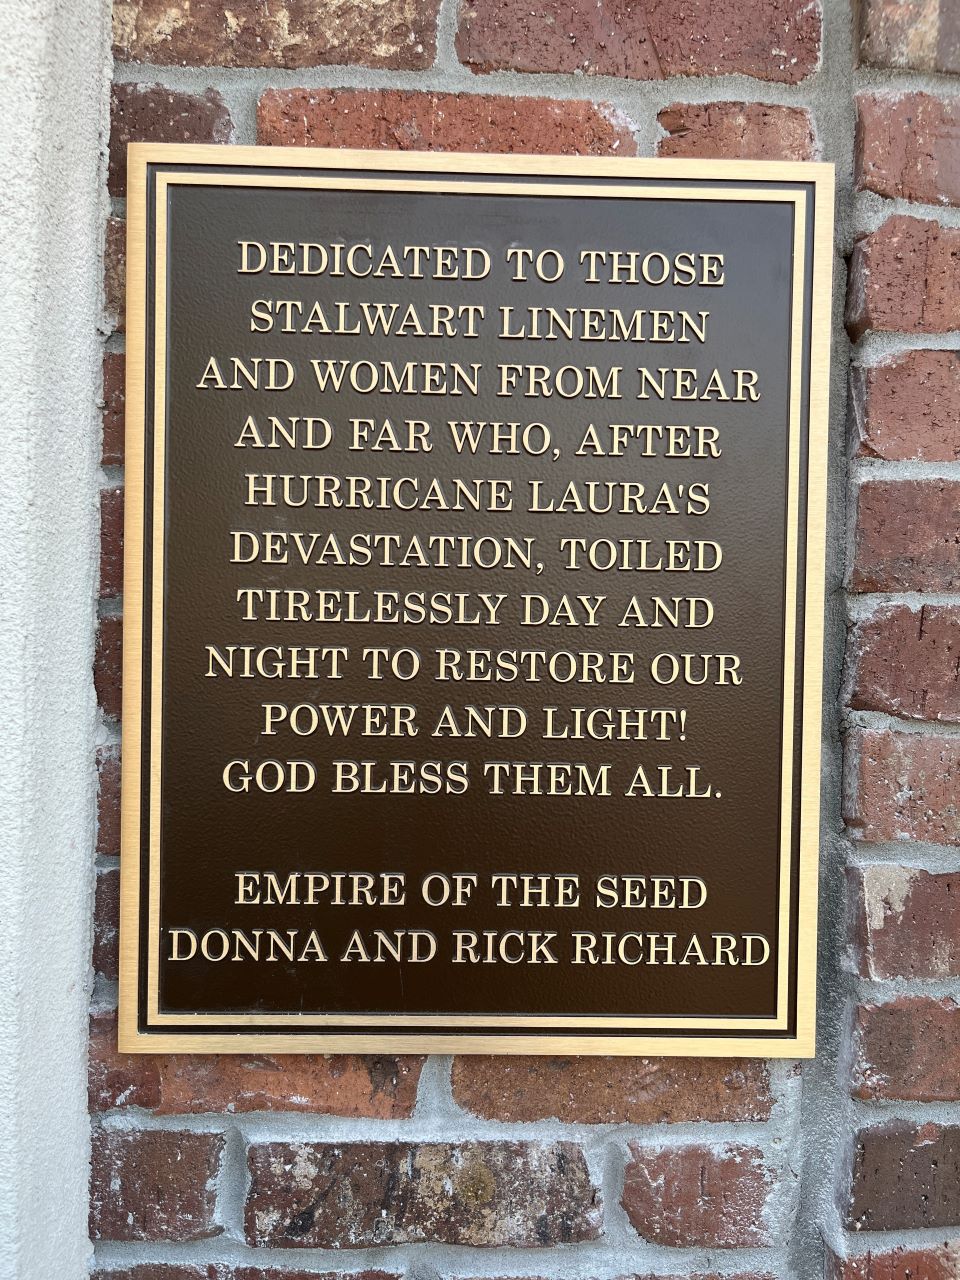 DEDICATED TO THOSE
STALWART LINEMEN
AND WOMEN FROM NEAR
AND FAR WHO, AFTER
HURRICANE LAURA'S
DEVASTATION, TOILED
TIRELESSLY DAY AND
NIGHT TO RESTORE OUR
POWER AND LIGHT!
GOD BLESS THEM ALL.
EMPIRE OF THE SEED
DONNA AND RICK RICHARD